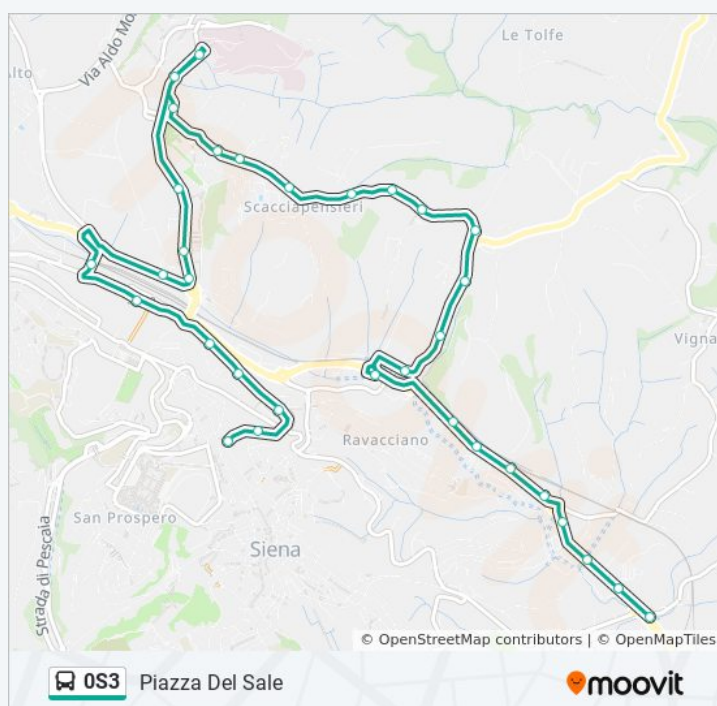 Le Tolfe
Via Aldo Mo
Alto
Scacciapensieri
Vigna
Ravacciano
San Prospero
Siena
Strada di Pescaia
© OpenStreetMap contributors | © OpenMapTiles
0S3 Piazza Del Sale
moovit